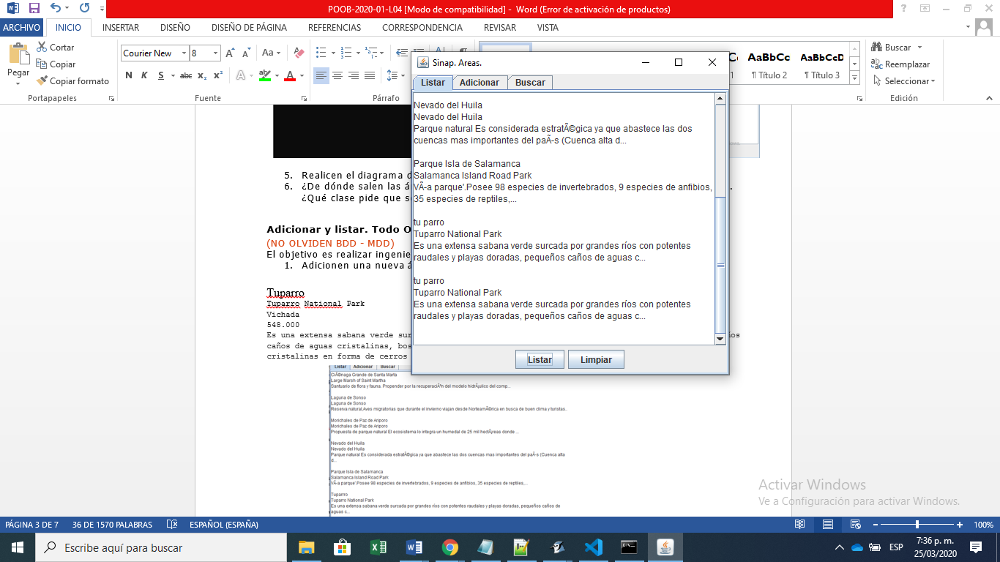 POOB-2020-01-L04 [Modo de compatibilidad] - Word (Error de activación de productos)
ARCHIVO INICIO INSERTAR DISEÑO DISEÑO DE PÁGINA REFERENCIAS CORRESPONDENCIA REVISAR VISTA
Pegar
Cortar
Copiar
Copiar formato
Portapapeles
Courier New 8
N K S abc x₂ x²
Fuente
Párrafo
AaBbCc AaBbCcD
1 ¶ Título 2 ¶ Título 3
Buscar
Reemplazar
Seleccionar
Edición
5. Realicen el diagrama d
6. ¿De dónde salen las á
¿Qué clase pide que s
Adicionar y listar. Todo O
(NO OLVIDEN BDD - MDD)
El objetivo es realizar ingenie
1. Adicionen una nueva á
Tuparro
Tuparro National Park
Vichada
548.000
Es una extensa sabana verde sur
ios
caños de aguas cristalinas, bos
cristalinas en forma de cerros
Listar Adicionar Buscar
CiÃ©naga Grande de Santa Marta
Large Marsh of Saint Martha
Santuario de flora y fauna. Propender por la recuperaciÃ³n del modelo hidrÃ¡ulico del comp...
Laguna de Sonso
Laguna de Sonso
Reserva natural.Aves migratorias que durante el invierno viajan desde NorteamÃ©rica en busca de buen clima y turistas..
Morichales de Paz de Ariporo
Morichales de Paz de Ariporo
Propuesta de parque natural El ecosistema lo integra un humedal de 25 mil hectÃ¡reas donde ...
Nevado del Huila
Nevado del Huila
Parque natural Es considerada estratÃ©gica ya que abastece las dos cuencas mas importantes del paÃ-s (Cuenca alta
d...
Parque Isla de Salamanca
Salamanca Island Road Park
VÃ-a parque'.Posee 98 especies de invertebrados, 9 especies de anfibios, 35 especies de reptiles,...
Tuparro
Tuparro National Park
Es una extensa sabana verde surcada por grandes ríos con potentes raudales y playas doradas, pequeños caños de
aguas c...
Sinap. Areas.
Listar Adicionar Buscar
Nevado del Huila
Nevado del Huila
Parque natural Es considerada estratÃ©gica ya que abastece las dos
cuencas mas importantes del paÃ-s (Cuenca alta d...
Parque Isla de Salamanca
Salamanca Island Road Park
VÃ-a parque'.Posee 98 especies de invertebrados, 9 especies de anfibios,
35 especies de reptiles,...
tu parro
Tuparro National Park
Es una extensa sabana verde surcada por grandes ríos con potentes
raudales y playas doradas, pequeños caños de aguas c...
tu parro
Tuparro National Park
Es una extensa sabana verde surcada por grandes ríos con potentes
raudales y playas doradas, pequeños caños de aguas c...
Listar Limpiar
Activar Windows
Ve a Configuración para activar Windows.
PÁGINA 3 DE 7 36 DE 1570 PALABRAS ESPAÑOL (ESPAÑA) 100%
Escribe aquí para buscar
ESP
7:36 p. m.
25/03/2020